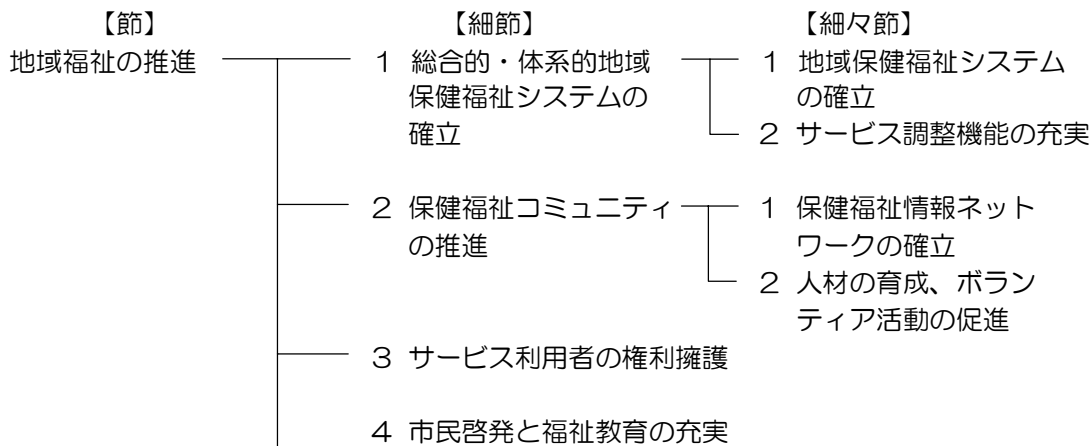 【節】 【細節】 【細々節】
地域福祉の推進 1 総合的・体系的地域 1 地域保健福祉システム
保健福祉システムの の確立
確立 2 サービス調整機能の充実
2 保健福祉コミュニティ 1 保健福祉情報ネット
の推進 ワークの確立
2 人材の育成、ボラン
ティア活動の促進
3 サービス利用者の権利擁護
4 市民啓発と福祉教育の充実